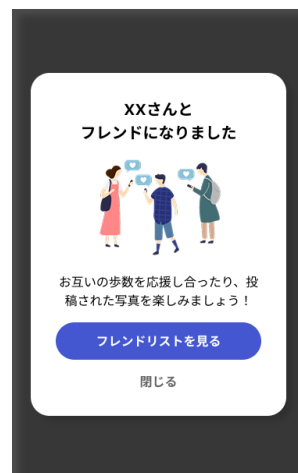 XXさんと
フレンドになりました
お互いの歩数を応援し合ったり、投
稿された写真を楽しみましょう！
フレンドリストを見る
閉じる